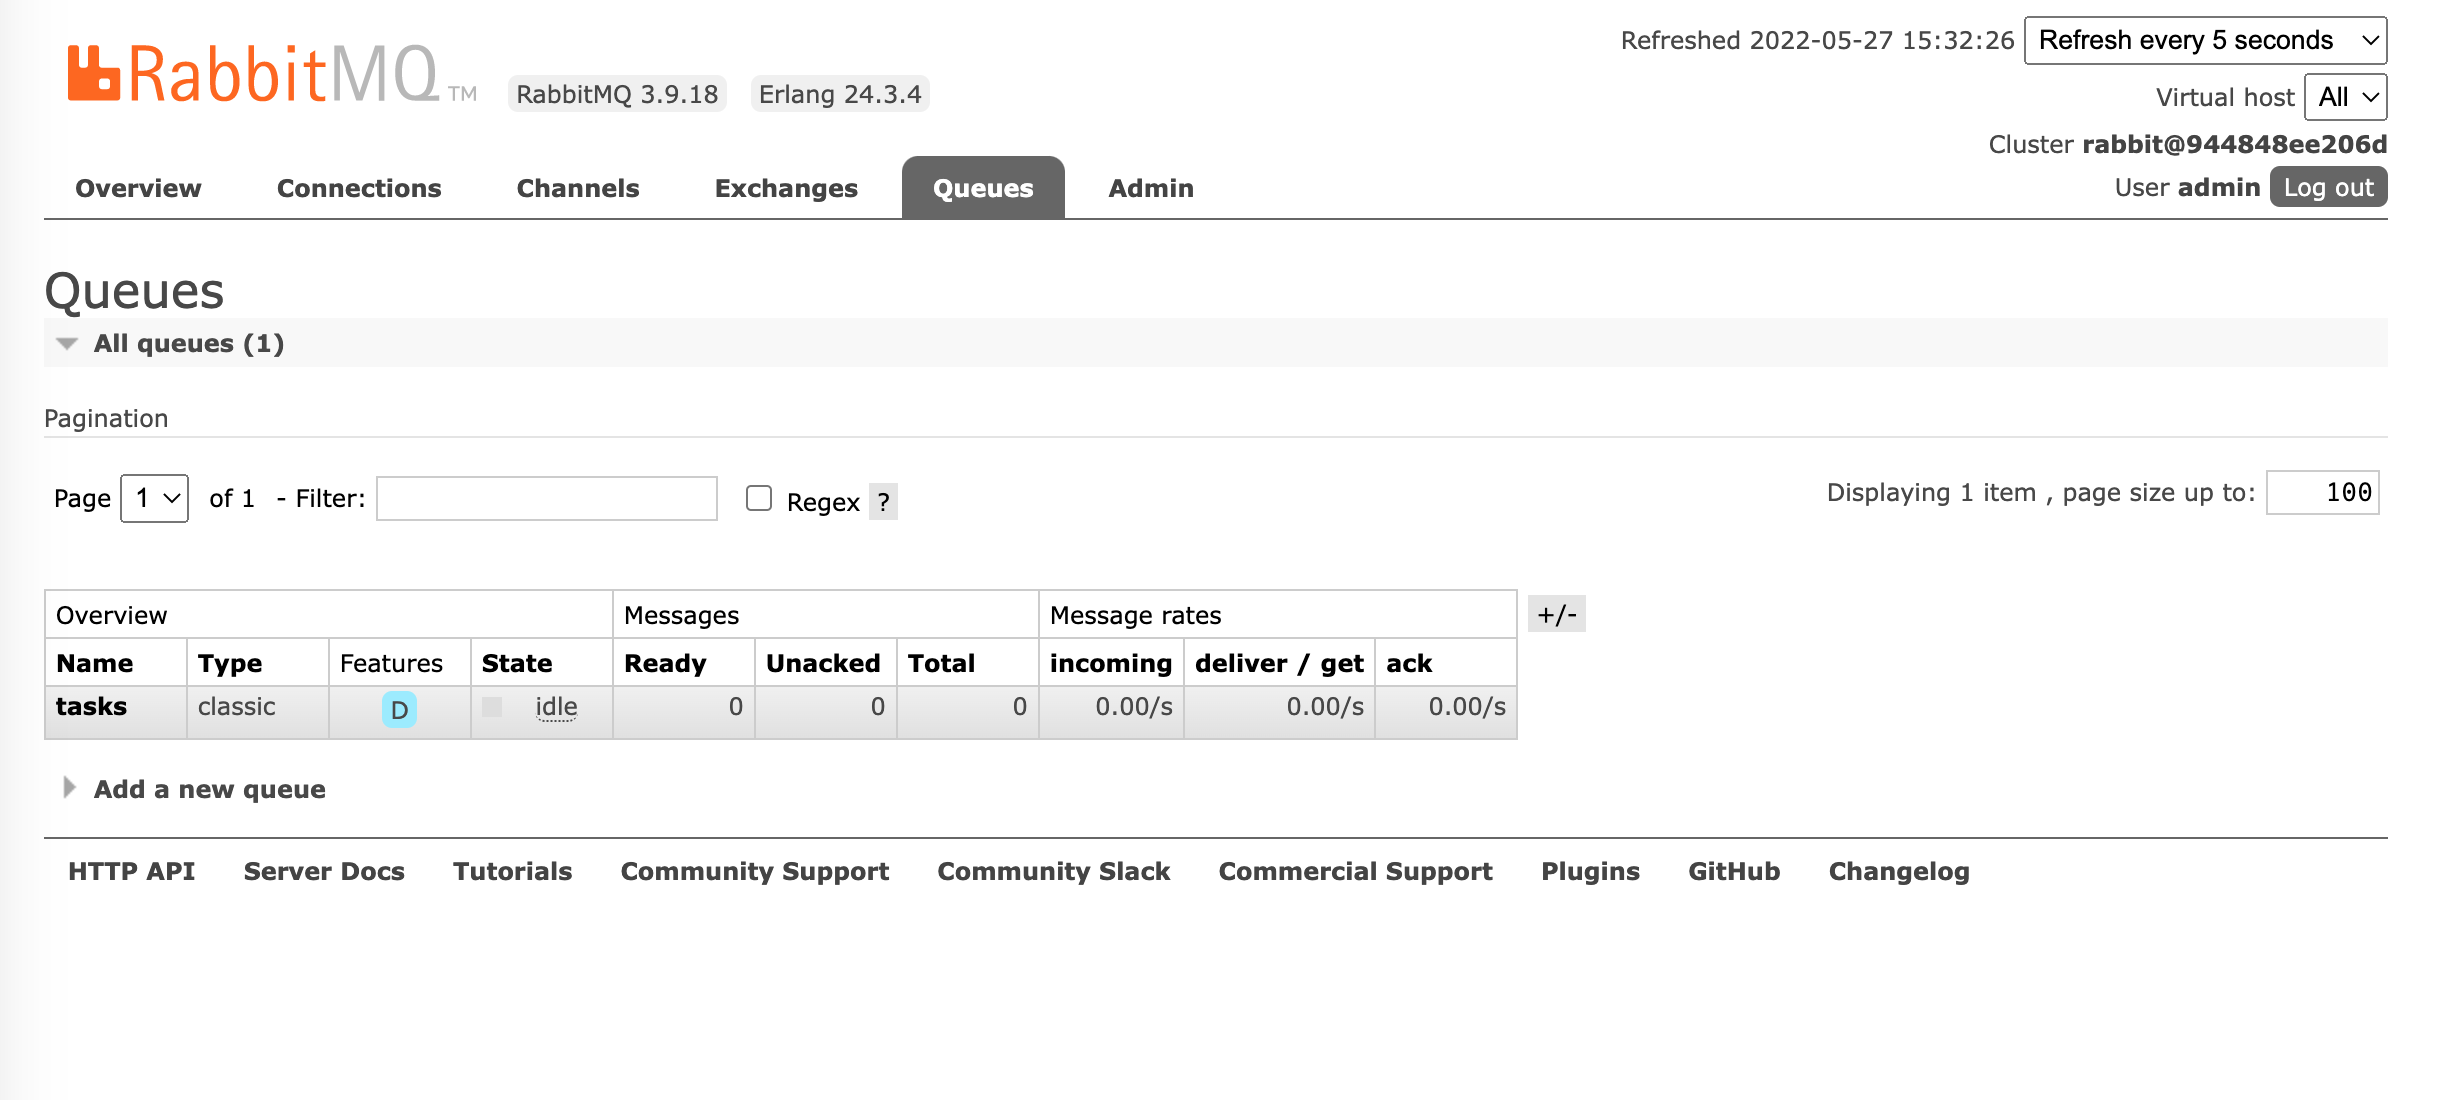 Refreshed 2022-05-27 15:32:26 Refresh every 5 seconds
RabbitMQ TM RabbitMQ 3.9.18 Erlang 24.3.4
Virtual host All
Cluster rabbit@944848ee206d
User admin Log out
Overview Connections Channels Exchanges Queues Admin
Queues
All queues (1)
Pagination
Page 1 of 1 - Filter: Regex ? Displaying 1 item , page size up to: 100
Overview Messages Message rates +/-
Name Type Features State Ready Unacked Total incoming deliver / get ack
tasks classic D idle 0 0 0 0.00/s 0.00/s 0.00/s
Add a new queue
HTTP API Server Docs Tutorials Community Support Community Slack Commercial Support Plugins GitHub Changelog